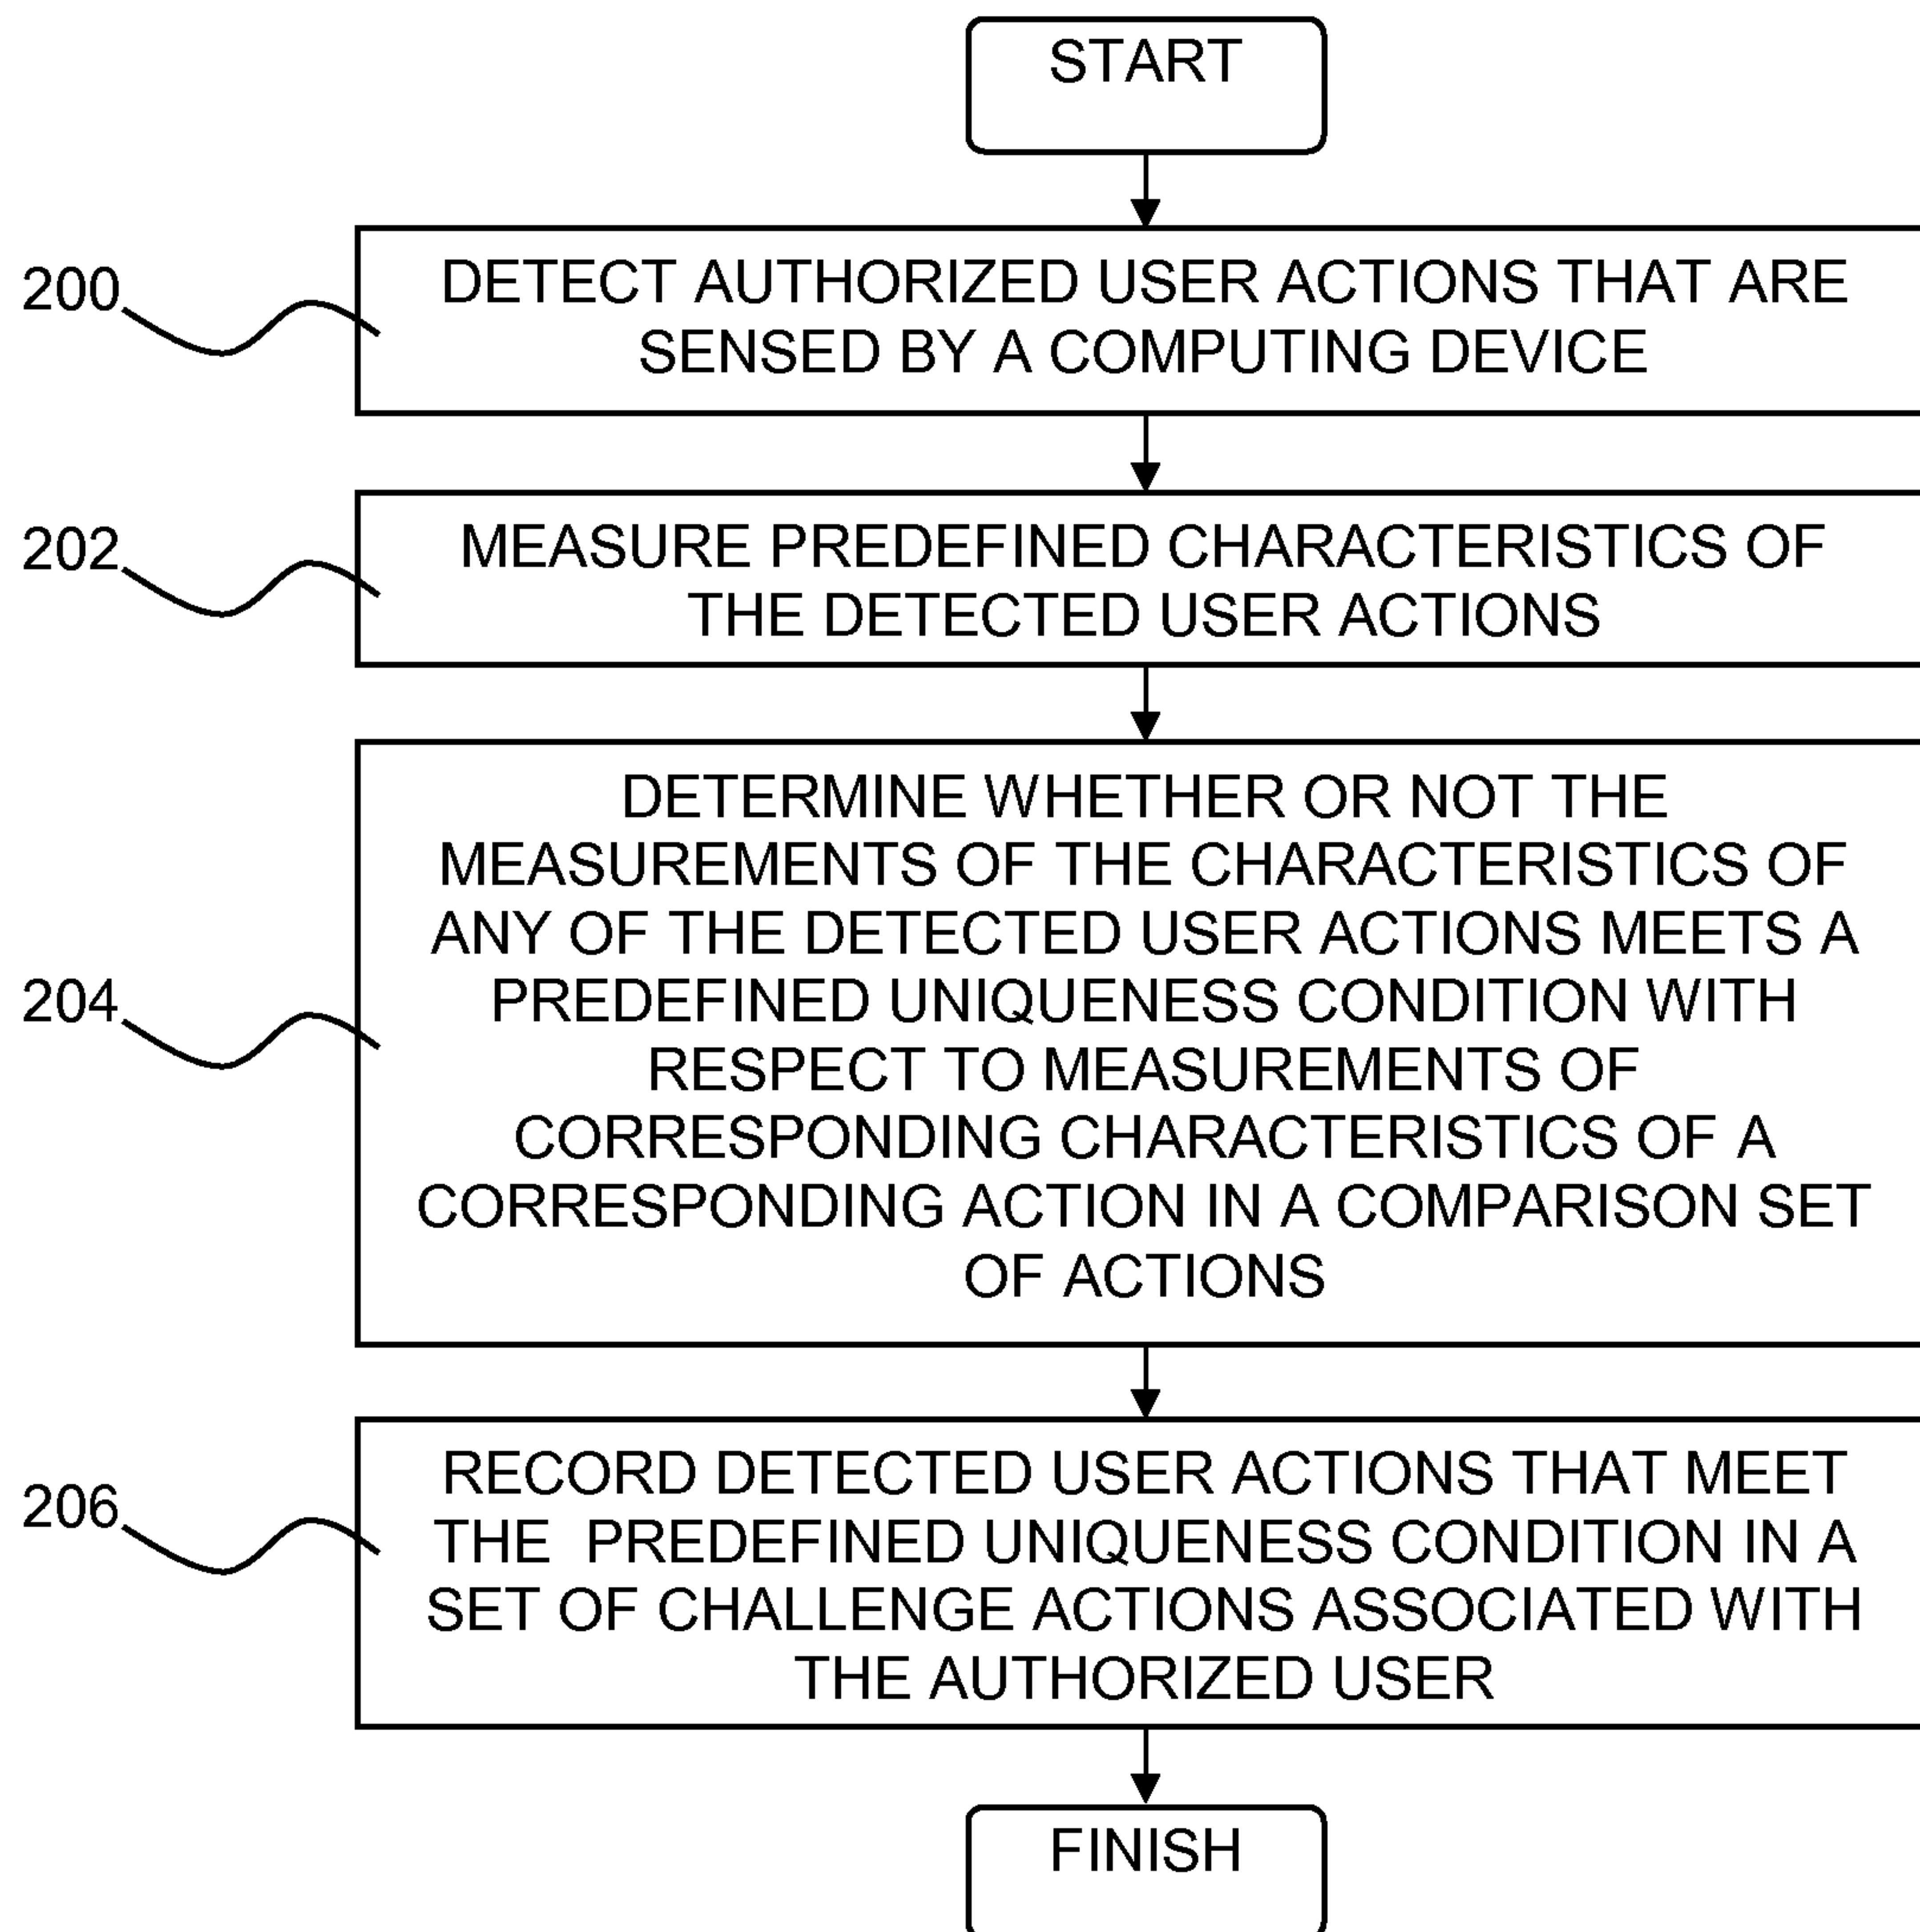 START
200
DETECT AUTHORIZED USER ACTIONS THAT ARE
SENSED BY A COMPUTING DEVICE
202
MEASURE PREDEFINED CHARACTERISTICS OF
THE DETECTED USER ACTIONS
204
DETERMINE WHETHER OR NOT THE
MEASUREMENTS OF THE CHARACTERISTICS OF
ANY OF THE DETECTED USER ACTIONS MEETS A
PREDEFINED UNIQUENESS CONDITION WITH
RESPECT TO MEASUREMENTS OF
CORRESPONDING CHARACTERISTICS OF A
CORRESPONDING ACTION IN A COMPARISON SET
OF ACTIONS
206
RECORD DETECTED USER ACTIONS THAT MEET
THE  PREDEFINED UNIQUENESS CONDITION IN A
SET OF CHALLENGE ACTIONS ASSOCIATED WITH
THE AUTHORIZED USER
FINISH